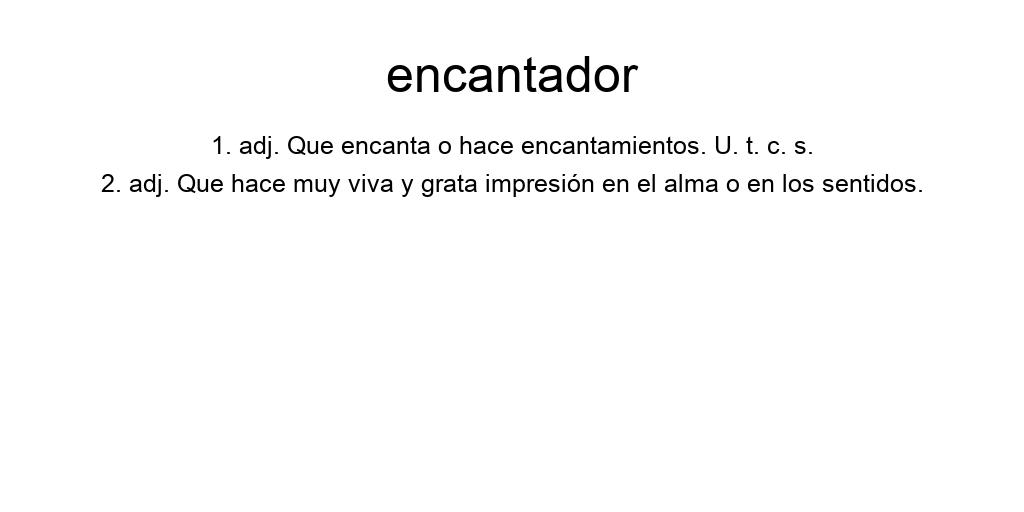 encantador
1. adj. Que encanta o hace encantamientos. U. t. c. s.
2. adj. Que hace muy viva y grata impresión en el alma o en los sentidos.